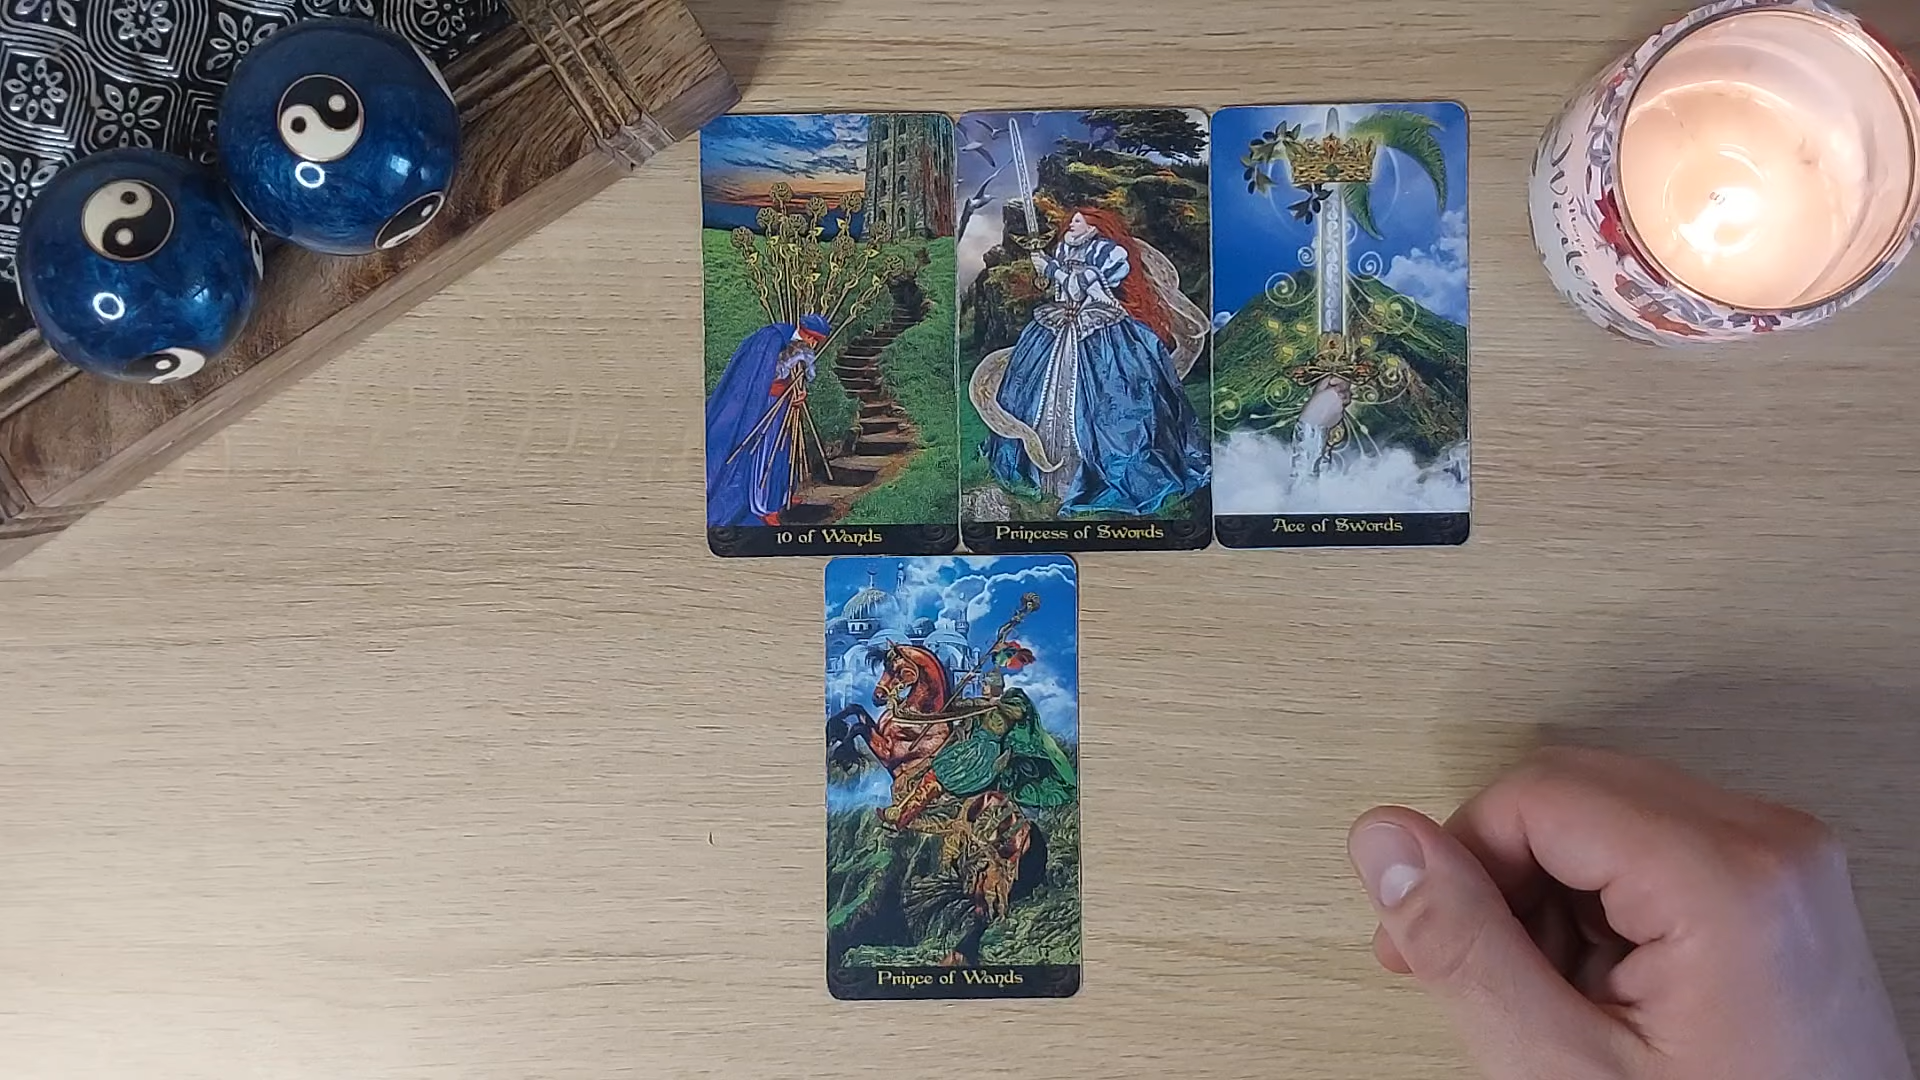 10 of Wands
Princess of Swords
Ace of Swords
Prince of Wands